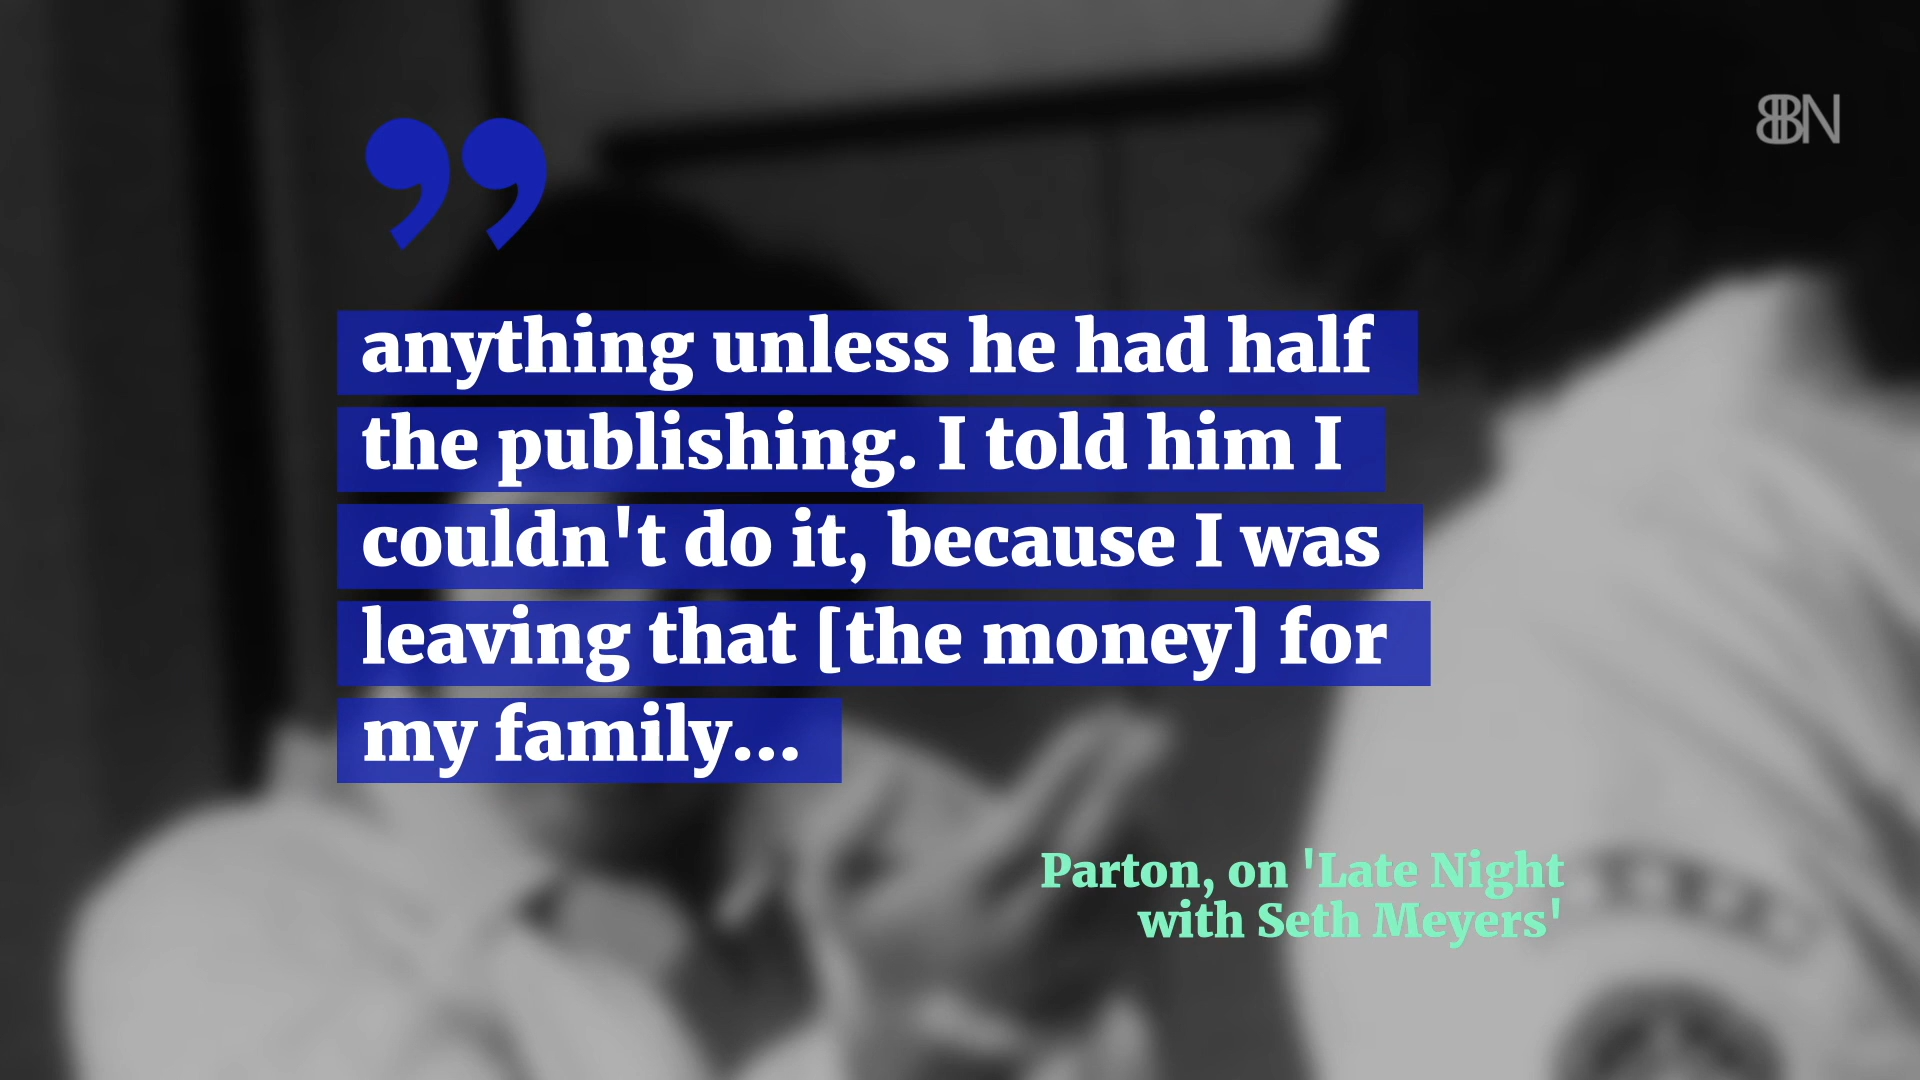 BBN
”
anything unless he had half
the publishing. I told him I
couldn't do it, because I was
leaving that [the money] for
my family...
Parton, on 'Late Night
with Seth Meyers'